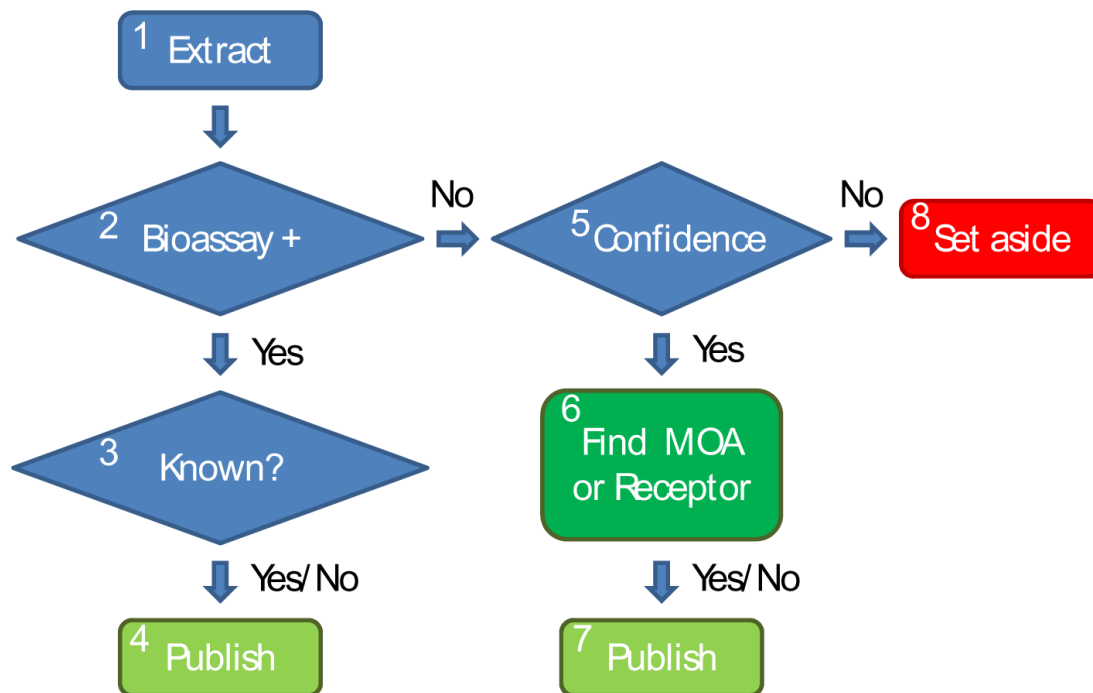 1 Extract
2 Bioassay +
No
5 Confidence
No
8 Set aside
Yes
Yes
3 Known?
6
Find MOA
or Receptor
Yes/No
Yes/No
4 Publish
7 Publish